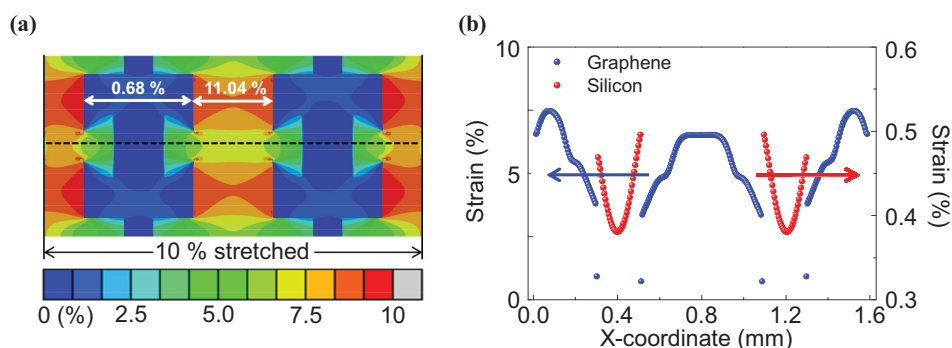 (a)
0.68 %
11.04 %
10 % stretched
0 (%)
2.5
5.0
7.5
10
(b)
10
5
0
Strain (%)
Graphene
Silicon
0.6
0.5
0.4
0.3
Strain (%)
0.0
0.4
0.8
1.2
1.6
X-coordinate (mm)